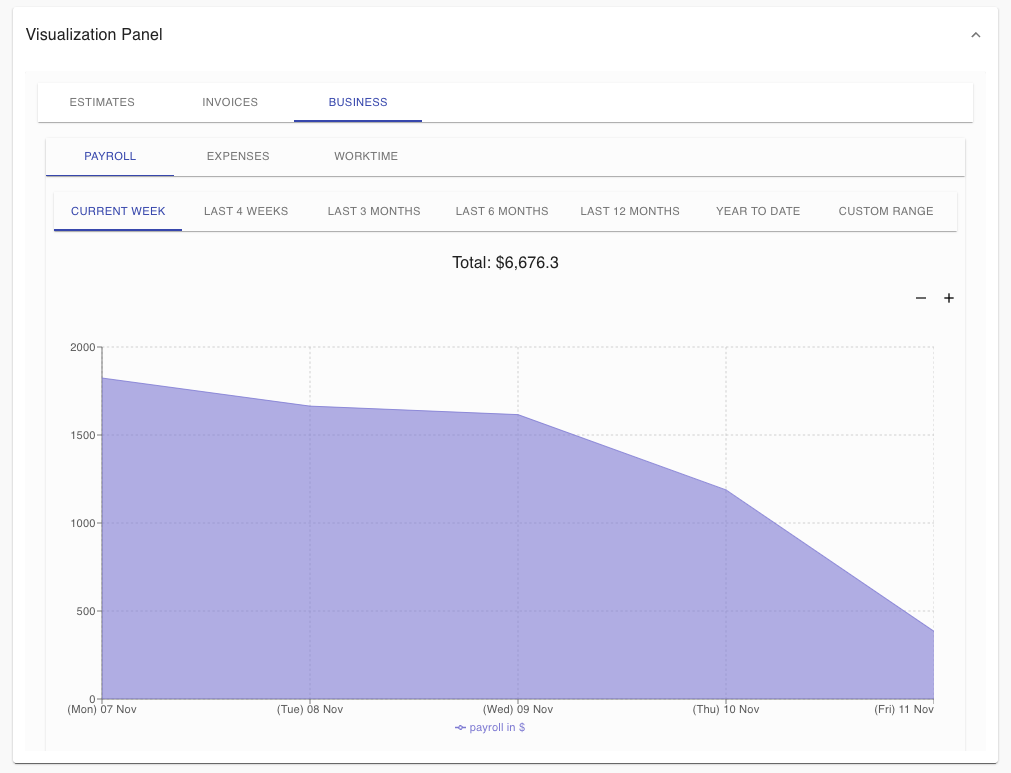 Visualization Panel
ESTIMATES INVOICES BUSINESS
PAYROLL EXPENSES WORKTIME
CURRENT WEEK LAST 4 WEEKS LAST 3 MONTHS LAST 6 MONTHS LAST 12 MONTHS YEAR TO DATE CUSTOM RANGE
Total: $6,676.3
− +
2000
1500
1000
500
0
(Mon) 07 Nov (Tue) 08 Nov (Wed) 09 Nov (Thu) 10 Nov (Fri) 11 Nov
payroll in $